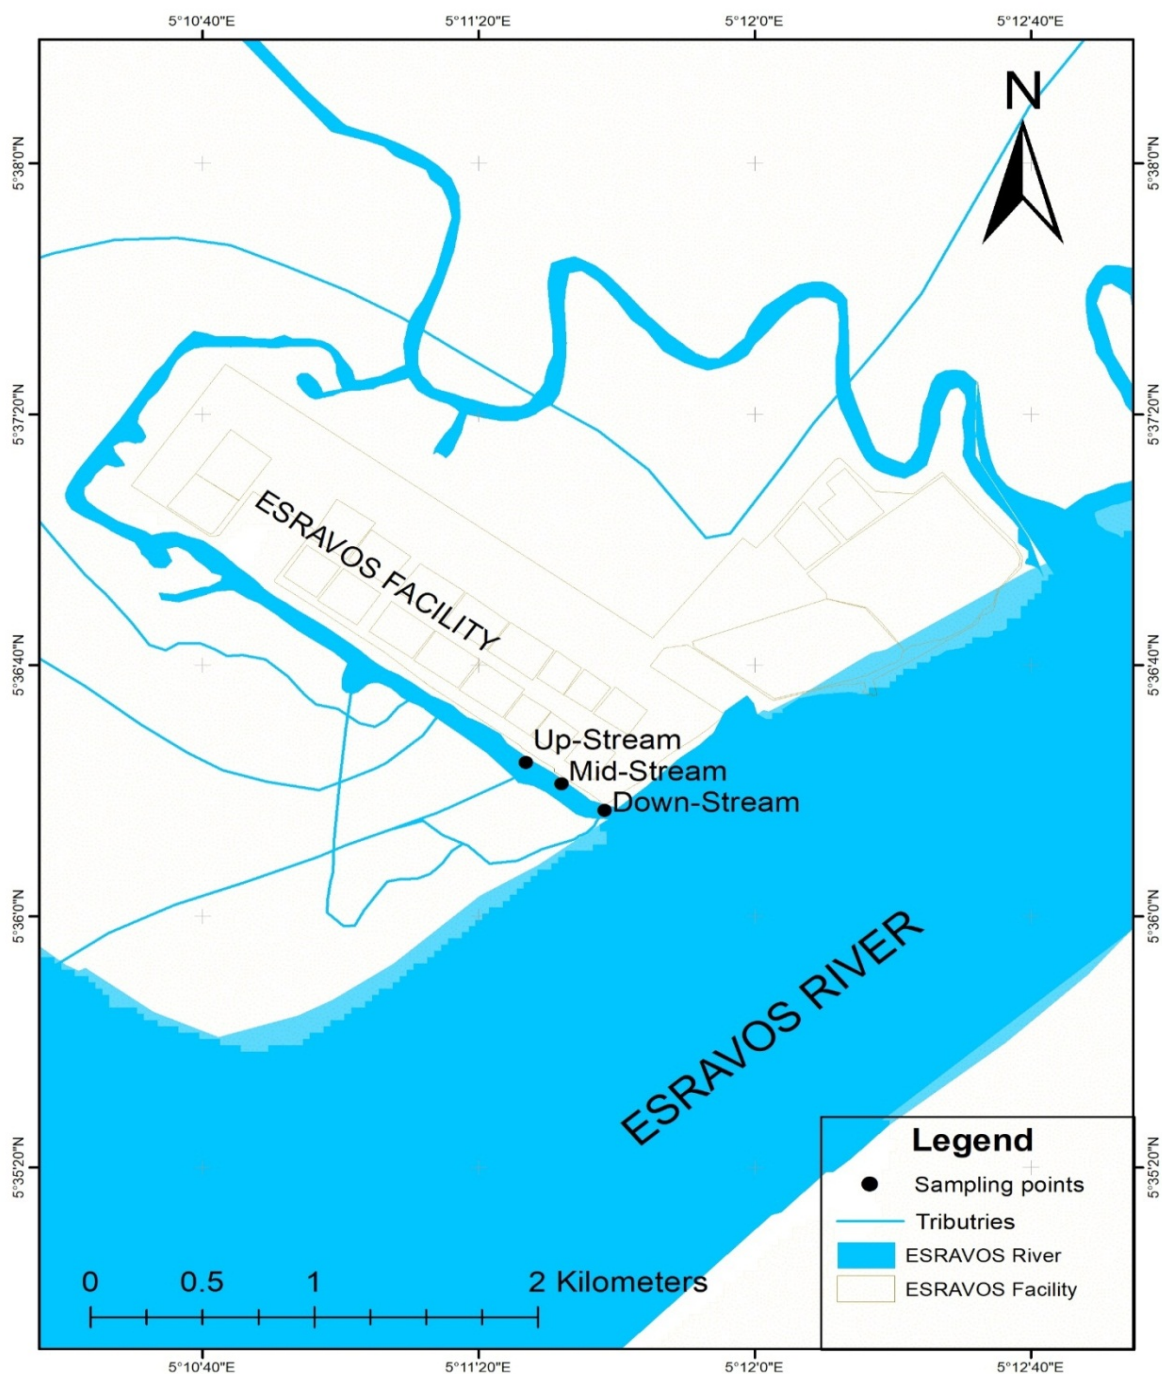 5°10'40"E
5°11'20"E
5°12'0"E
5°12'40"E
N
5°38'0"N
5°38'0"N
5°37'20"N
5°37'20"N
ESRAVOS FACILITY
5°36'40"N
5°36'40"N
Up-Stream
Mid-Stream
Down-Stream
5°36'0"N
5°36'0"N
ESRAVOS RIVER
5°35'20"N
5°35'20"N
Legend
Sampling points
Tributries
ESRAVOS River
ESRAVOS Facility
0 0.5 1 2 Kilometers
5°10'40"E
5°11'20"E
5°12'0"E
5°12'40"E